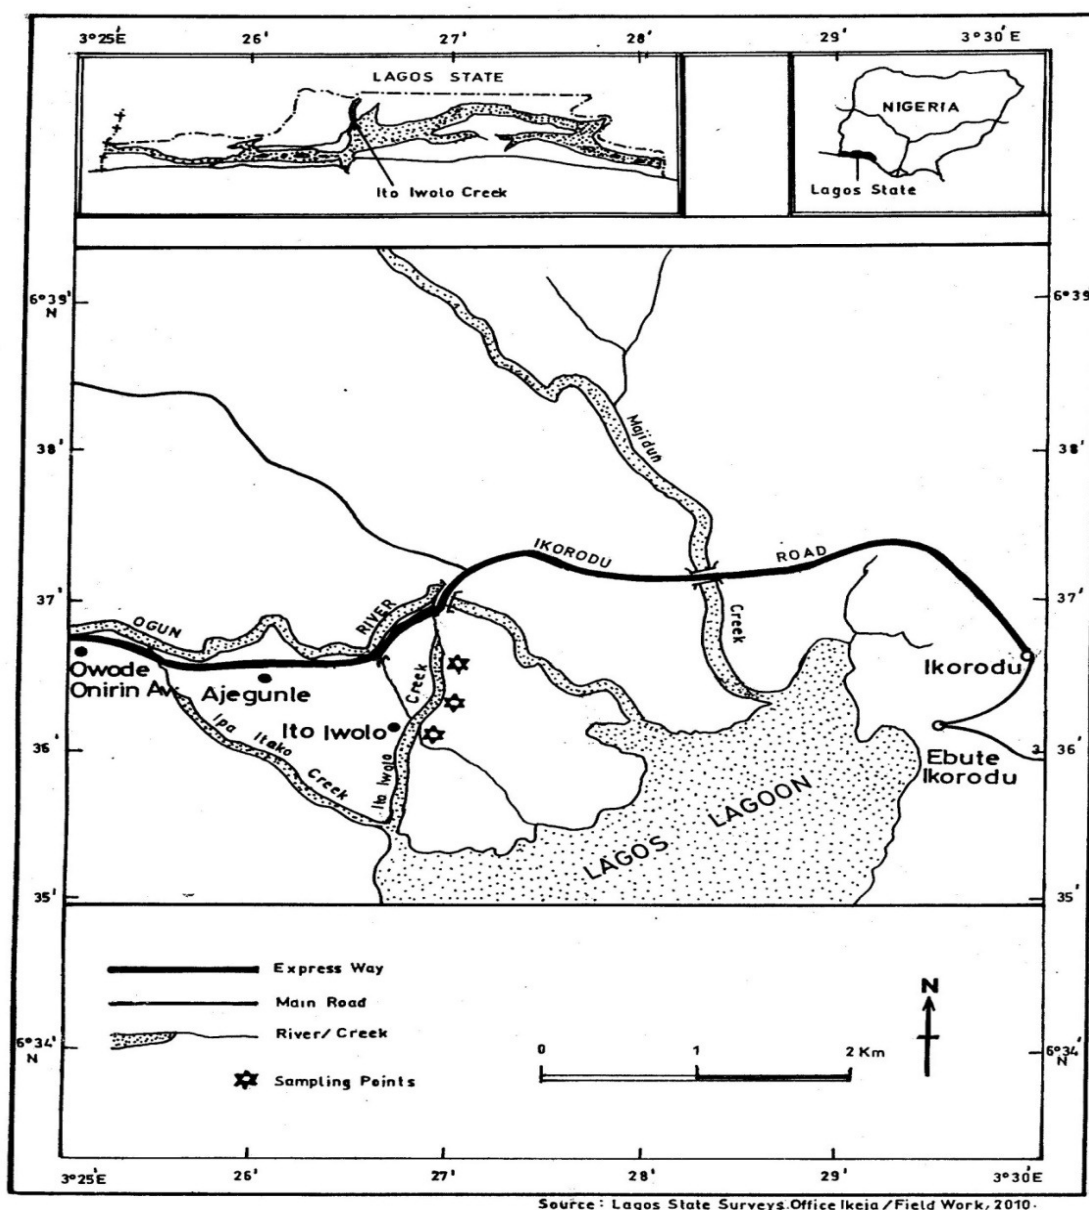 3°25'E 26' 27' 28' 29' 3°30'E
LAGOS STATE
Ito Iwolo Creek
NIGERIA
Lagos State
6°39' N
6°39'
38'
38'
Majidun
IKORODU ROAD
37'
37'
OGUN RIVER
Creek
Owode
Onirin Av.
Ajegunle
Creek
Ikorodu
Ito Iwolo
Ipa Itako Creek
Ito Iwolo
36'
36'
Ebute
Ikorodu
LAGOS LAGOON
35'
35'
Express Way
Main Road
River/Creek
Sampling Points
N
0 1 2 Km
6°34' N
6°34' N
3°25'E 26' 27' 28' 29' 3°30'E
Source: Lagos State Surveys.Office Ikeja/Field Work, 2010.